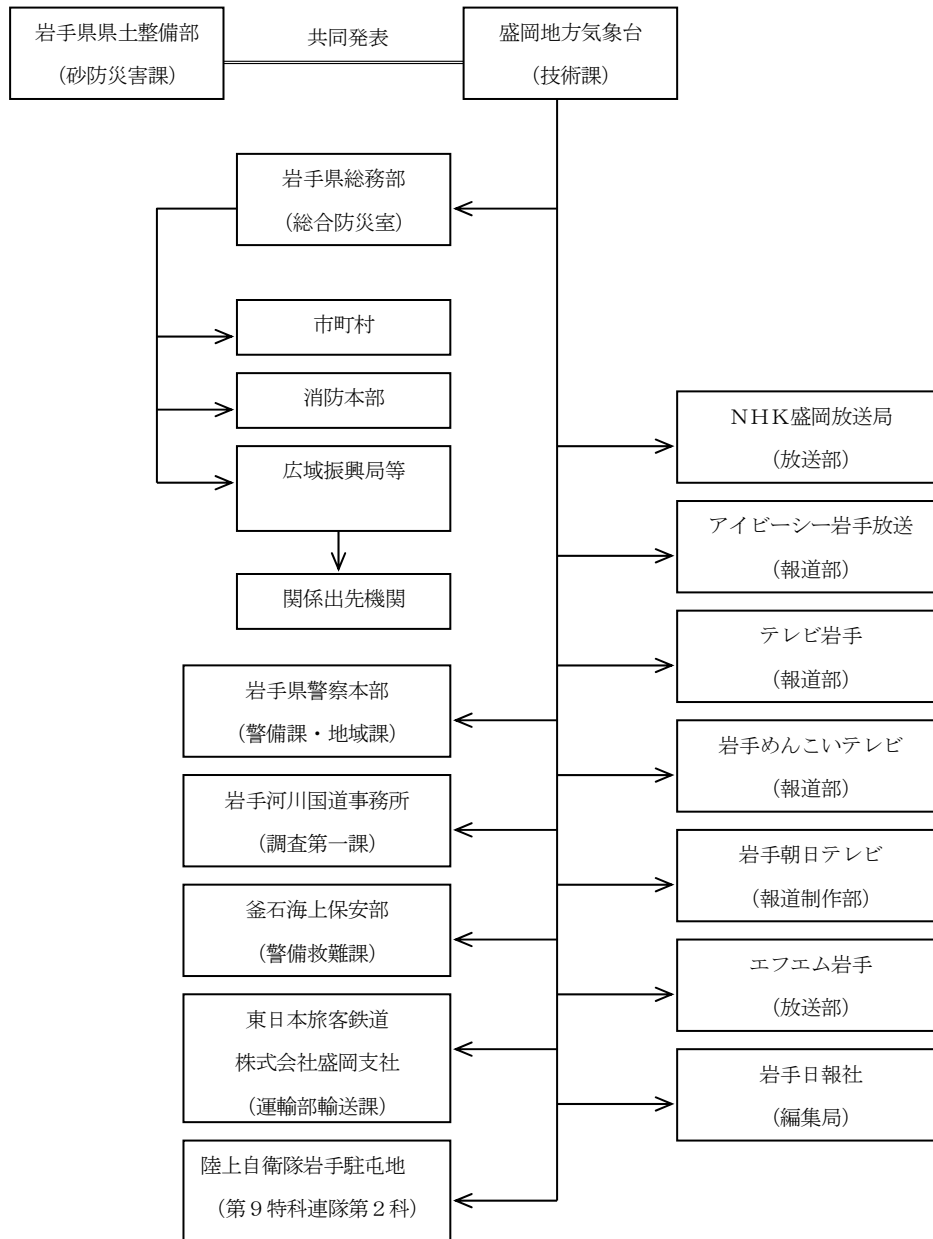 岩手県県土整備部
(砂防災害課)
共同発表
盛岡地方気象台
(技術課)
岩手県総務部
(総合防災室)
市町村
消防本部
広域振興局等
関係出先機関
岩手県警察本部
(警備課・地域課)
岩手河川国道事務所
(調査第一課)
釜石海上保安部
(警備救難課)
東日本旅客鉄道
株式会社盛岡支社
(運輸部輸送課)
陸上自衛隊岩手駐屯地
(第9特科連隊第2科)
NHK盛岡放送局
(放送部)
アイビーシー岩手放送
(報道部)
テレビ岩手
(報道部)
岩手めんこいテレビ
(報道部)
岩手朝日テレビ
(報道制作部)
エフエム岩手
(放送部)
岩手日報社
(編集局)